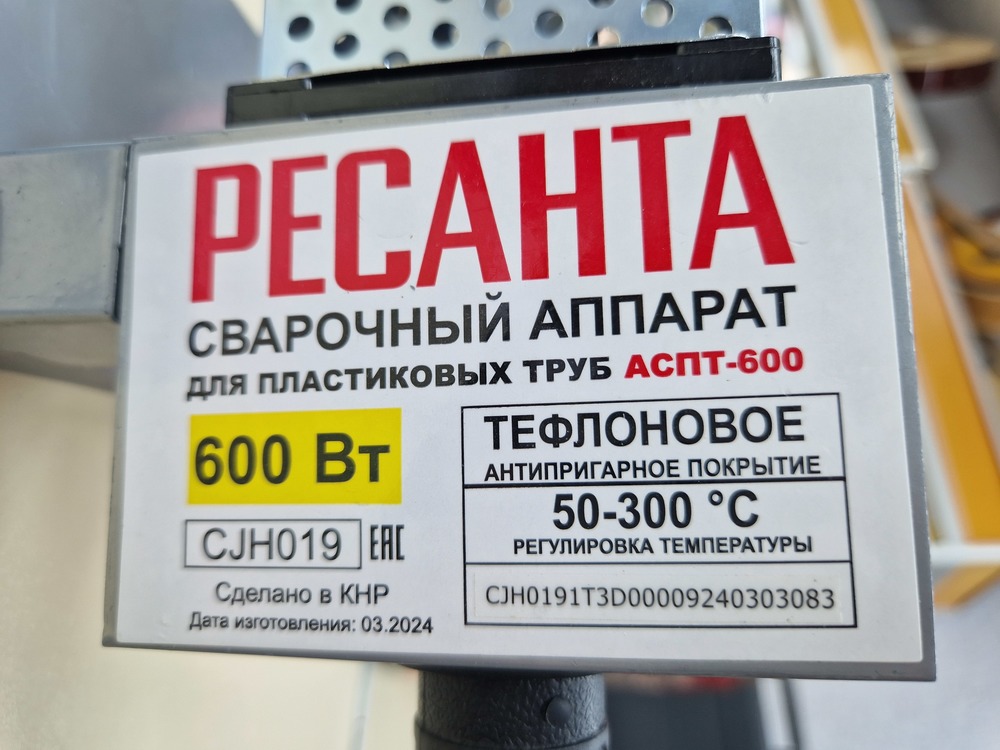 РЕСАНТА
СВАРОЧНЫЙ АППАРАТ
ДЛЯ ПЛАСТИКОВЫХ ТРУБ АСПТ-600
600 Вт
ТЕФЛОНОВОЕ
АНТИПРИГАРНОЕ ПОКРЫТИЕ
50-300 °C
РЕГУЛИРОВКА ТЕМПЕРАТУРЫ
CJH019 EAC
CJH0191T3D00009240303083
Сделано в КНР
Дата изготовления: 03.2024